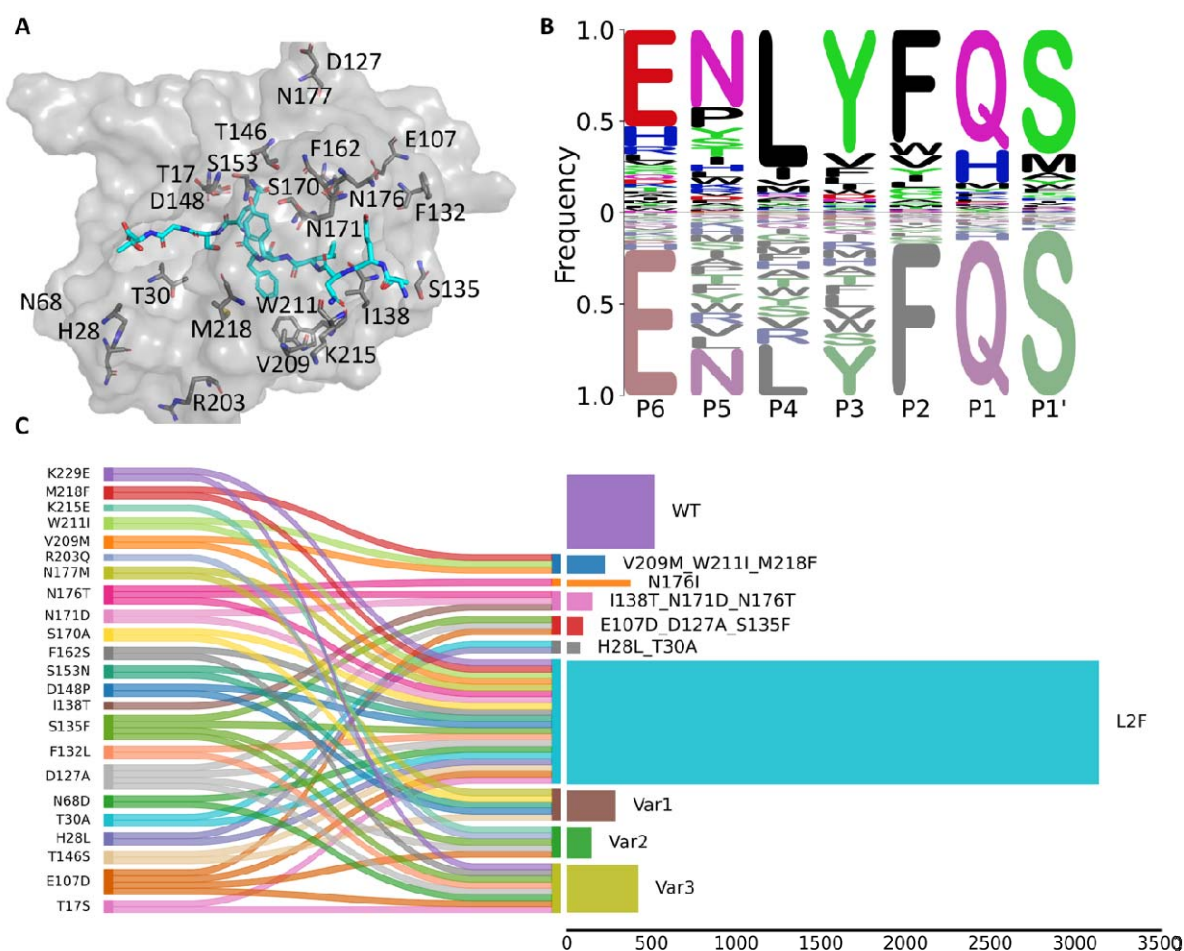 A
D127
N177
T146
E107
S153
F162
T17
S170
D148
N176
F132
N171
N68
T30
S135
H28
M218
W211
I138
V209
K215
R203
B
1.0
0.5
0
0.5
1.0
Frequency
E N L Y F Q S
H P H M
E N L Y F Q S
P6 P5 P4 P3 P2 P1 P1'
C
K229E
M218F
K215E
W211I
V209M
R203Q
N177M
N176T
N171D
S170A
F162S
S153N
D148P
I138T
S135F
F132L
D127A
N68D
T30A
H28L
T146S
E107D
T17S
WT
V209M_W211I_M218F
N176I
I138T_N171D_N176T
E107D_D127A_S135F
H28L_T30A
L2F
Var1
Var2
Var3
0 500 1000 1500 2000 2500 3000 3500